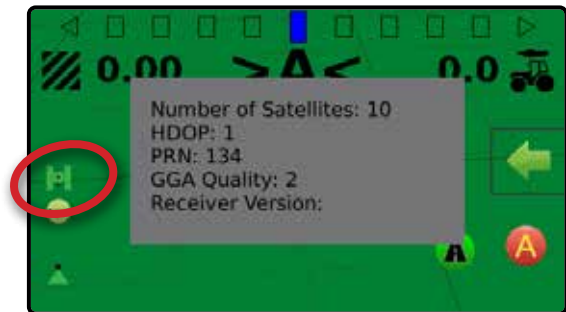 0.00 >A< 0.0
Number of Satellites: 10
HDOP: 1
PRN: 134
GGA Quality: 2
Receiver Version:
A